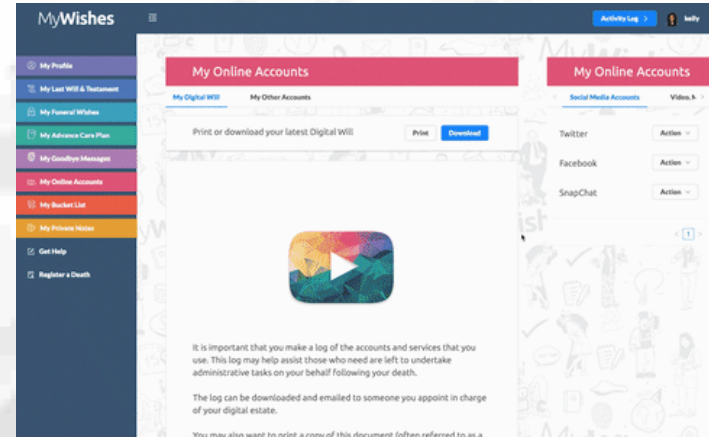 MyWishes
Activity Log >
kelly
My Profile
My Last Will & Testament
My Funeral Wishes
My Advance Care Plan
My Goodbye Messages
My Online Accounts
My Bucket List
My Private Notes
Get Help
Register a Death
My Online Accounts
My Digital Will
My Other Accounts
Print or download your latest Digital Will
Print
Download
It is important that you make a log of the accounts and services that you
use. This log may help assist those who need are left to undertake
administrative tasks on your behalf following your death.
The log can be downloaded and emailed to someone you appoint in charge
of your digital estate.
You may also want to print a copy of this document (often referred to as a
My Online Accounts
< Social Media Accounts
Video, >
Twitter
Action
Facebook
Action
SnapChat
Action
< 1 >